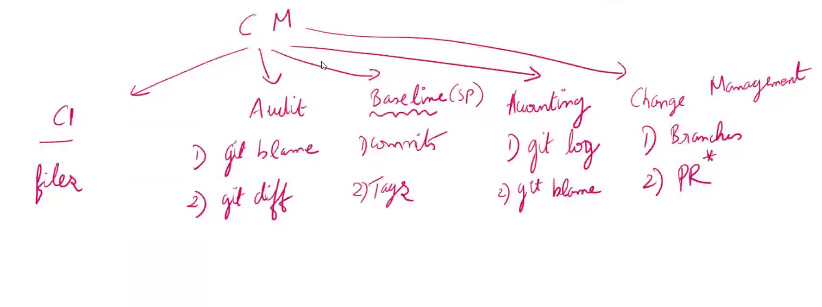 CM
CI
files
Audit
1) git blame
2) git diff
Baseline (SP)
1) commits
2) Tags
Accounting
1) git log
2) git blame
Change Management
1) Branches
2) PR*